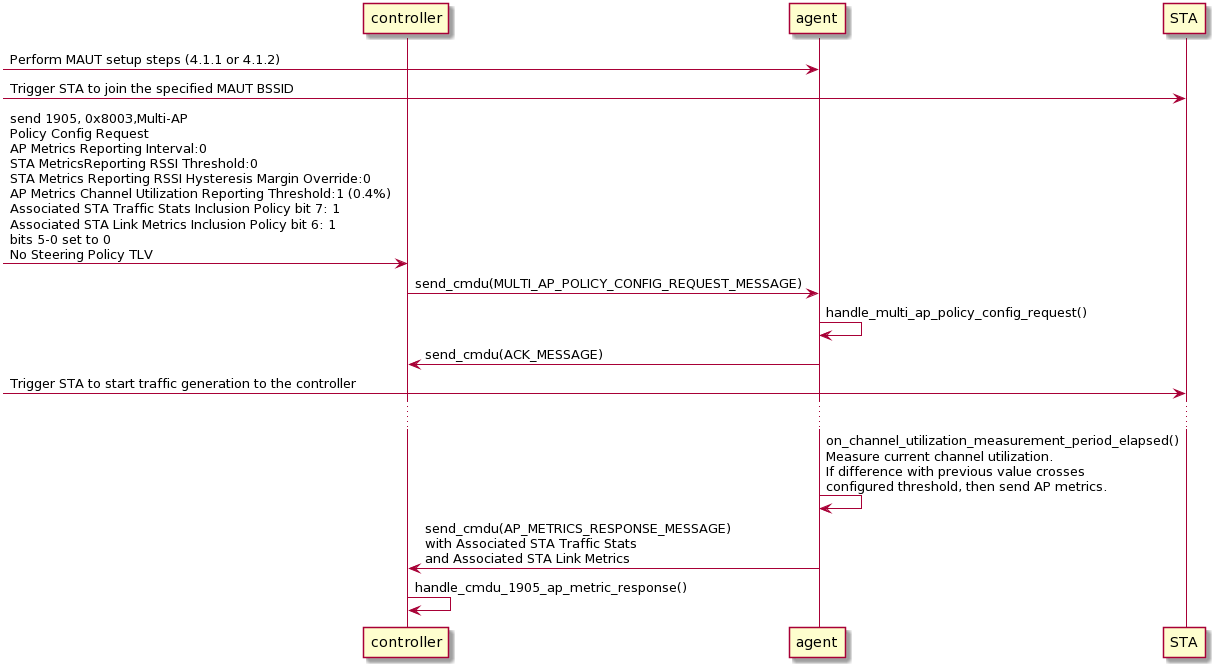 controller
agent
STA
Perform MAUT setup steps (4.1.1 or 4.1.2)
Trigger STA to join the specified MAUT BSSID
send 1905, 0x8003,Multi-AP
Policy Config Request
AP Metrics Reporting Interval:0
STA MetricsReporting RSSI Threshold:0
STA Metrics Reporting RSSI Hysteresis Margin Override:0
AP Metrics Channel Utilization Reporting Threshold:1 (0.4%)
Associated STA Traffic Stats Inclusion Policy bit 7: 1
Associated STA Link Metrics Inclusion Policy bit 6: 1
bits 5-0 set to 0
No Steering Policy TLV
send_cmdu(MULTI_AP_POLICY_CONFIG_REQUEST_MESSAGE)
handle_multi_ap_policy_config_request()
send_cmdu(ACK_MESSAGE)
Trigger STA to start traffic generation to the controller
on_channel_utilization_measurement_period_elapsed()
Measure current channel utilization.
If difference with previous value crosses
configured threshold, then send AP metrics.
send_cmdu(AP_METRICS_RESPONSE_MESSAGE)
with Associated STA Traffic Stats
and Associated STA Link Metrics
handle_cmdu_1905_ap_metric_response()
controller
agent
STA